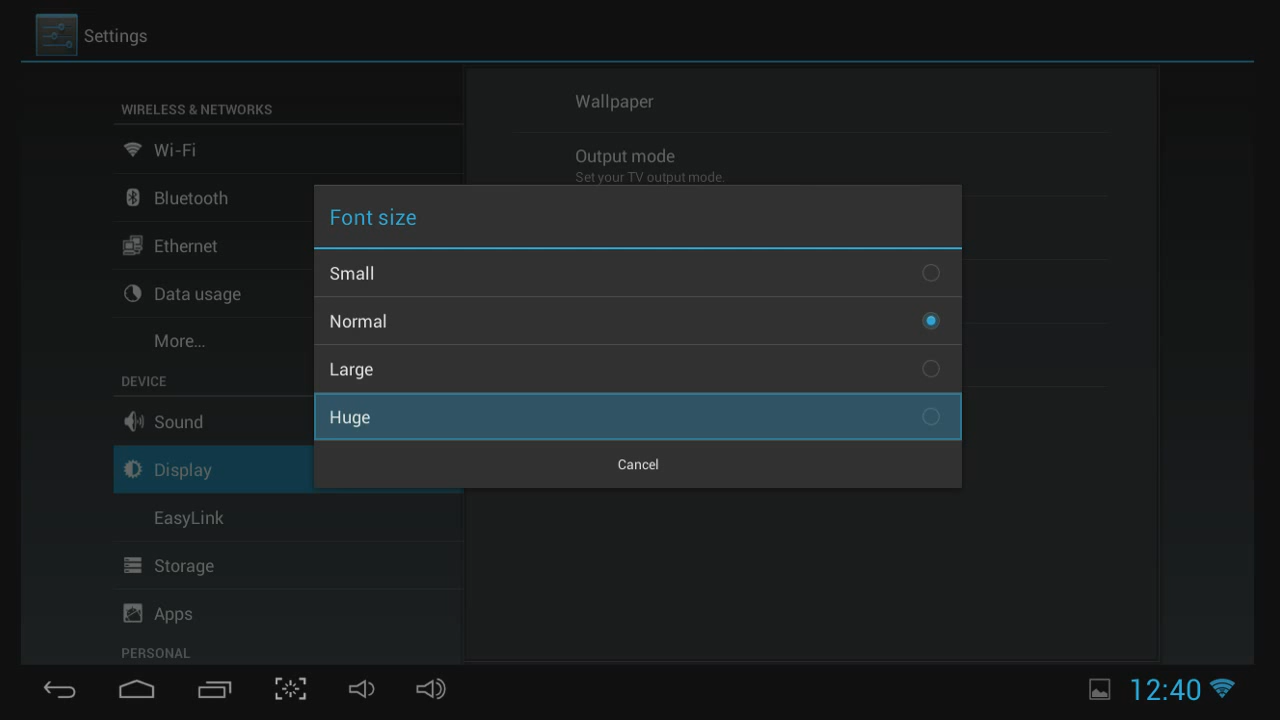 Settings
WIRELESS & NETWORKS
Wi-Fi
Bluetooth
Ethernet
Data usage
More...
DEVICE
Sound
Display
EasyLink
Storage
Apps
PERSONAL
Wallpaper
Output mode
Set your TV output mode.
Font size
Small
Normal
Large
Huge
Cancel
12:40